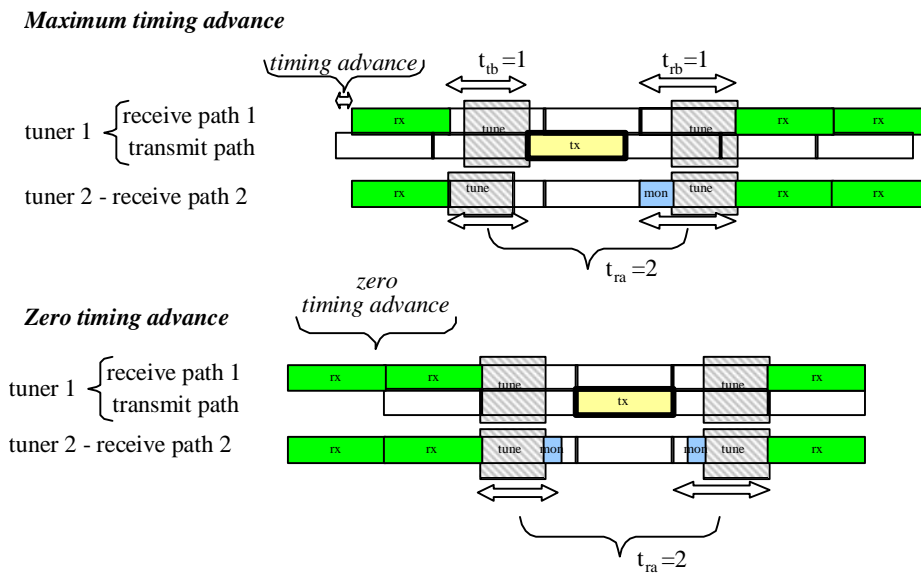 Maximum timing advance
timing advance
t_tb =1
t_rb =1
tuner 1
receive path 1
transmit path
rx
tune
tune
rx
rx
tx
tuner 2 - receive path 2
rx
tune
mon
tune
rx
rx
t_ra =2
zero
timing advance
Zero timing advance
tuner 1
receive path 1
transmit path
rx
rx
tune
tune
rx
tx
tuner 2 - receive path 2
rx
rx
tune
mon
mon
tune
rx
t_ra =2